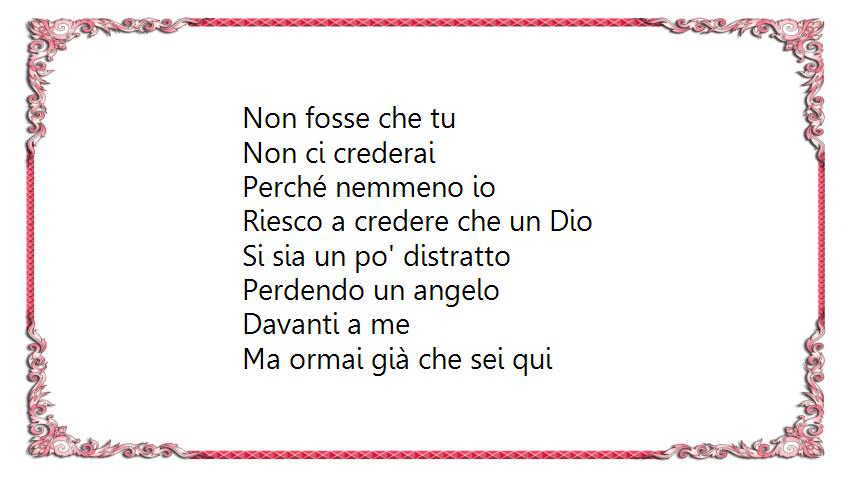 Non fosse che tu
Non ci crederai
Perché nemmeno io
Riesco a credere che un Dio
Si sia un po' distratto
Perdendo un angelo
Davanti a me
Ma ormai già che sei qui